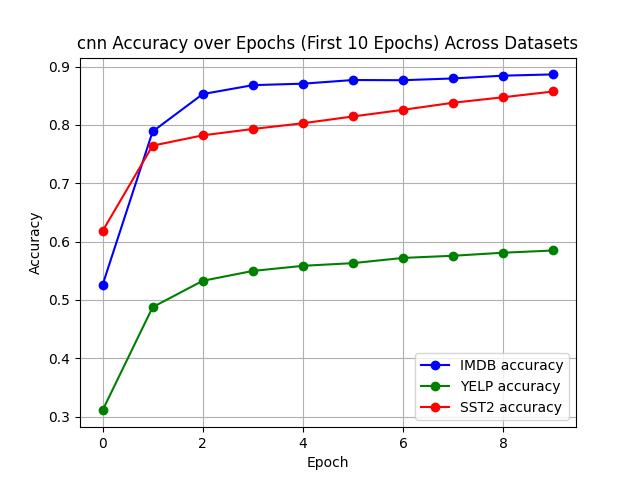 cnn Accuracy over Epochs (First 10 Epochs) Across Datasets
0.9
0.8
0.7
0.6
0.5
0.4
0.3
Accuracy
0 2 4 6 8
Epoch
IMDB accuracy
YELP accuracy
SST2 accuracy